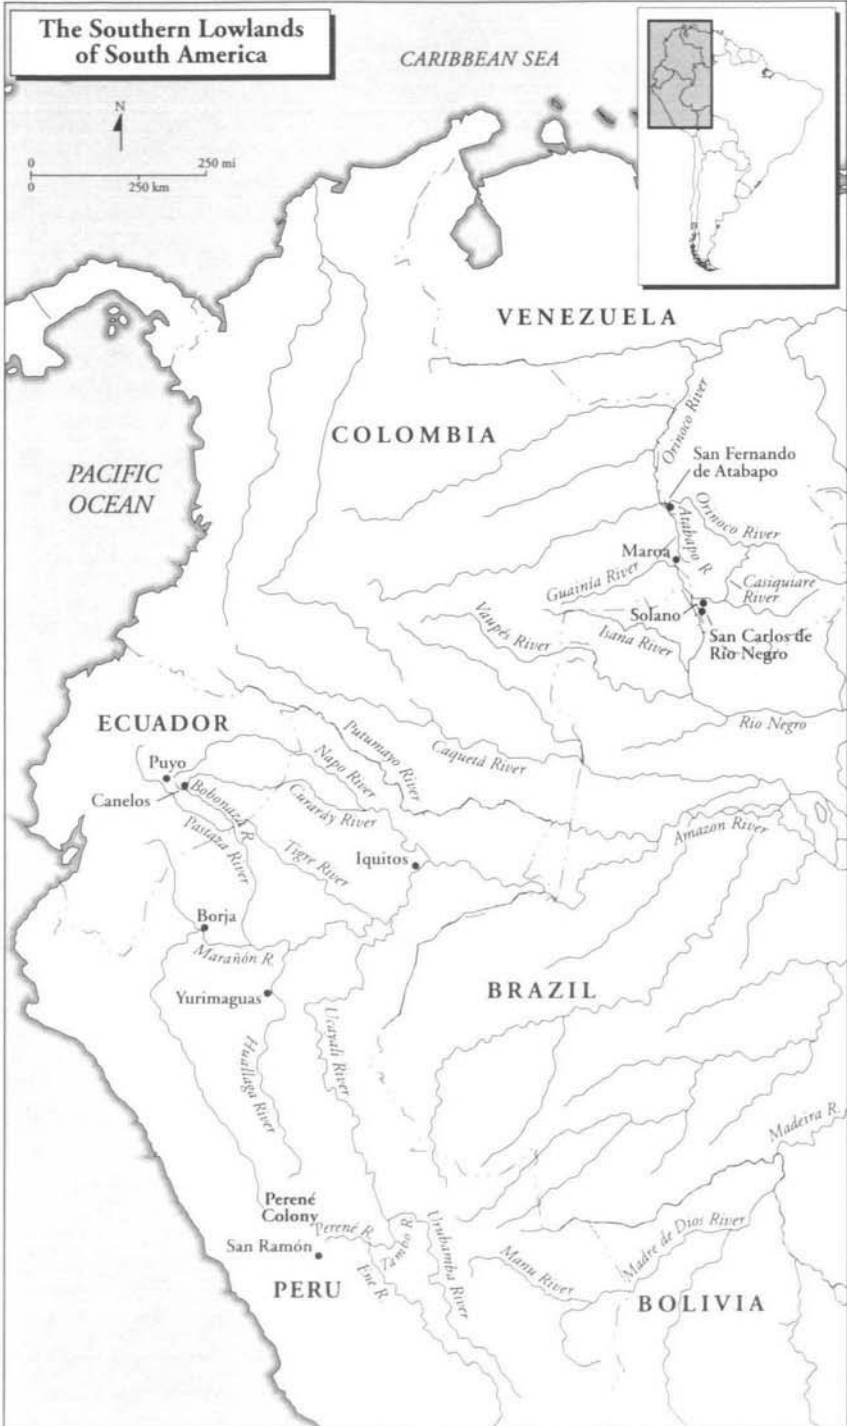 The Southern Lowlands
of South America
CARIBBEAN SEA
N
0
250 mi
0
250 km
VENEZUELA
COLOMBIA
PACIFIC
OCEAN
Orinoco River
San Fernando
de Atabapo
Orinoco River
Atabapo R.
Maroa
Guainía River
Casiquiare
River
Solano
Vaupés River
Isana River
San Carlos de
Río Negro
ECUADOR
Rio Negro
Putumayo River
Caquetá River
Napo River
Puyo
Canelos
Bobonaza R.
Curaráy River
Pastaza River
Tigre River
Iquitos
Amazon River
Borja
Marañón R.
Yurimaguas
BRAZIL
Ucayali River
Huallaga River
Madeira R.
Perené
Colony
Perené R.
Tambo R.
Urubamba River
San Ramón
Ene R.
Manu River
Madre de Dios River
PERU
BOLIVIA